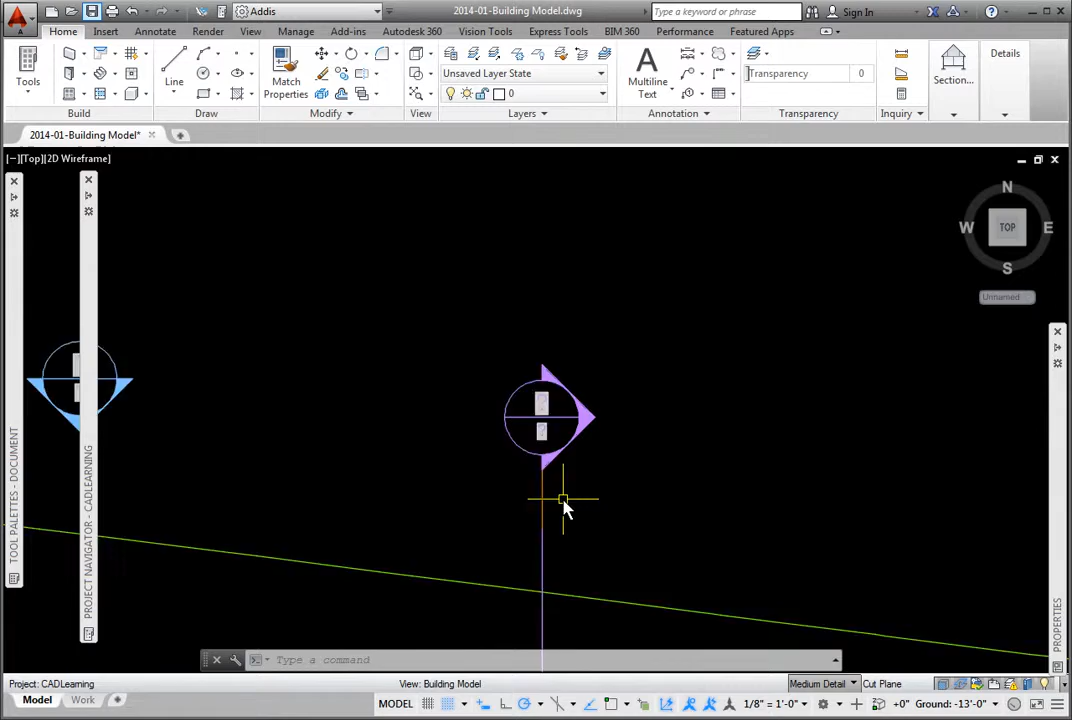 Addis
2014-01-Building Model.dwg
Type a keyword or phrase
Sign In
Home Insert Annotate Render View Manage Add-ins Autodesk 360 Vision Tools Express Tools BIM 360 Performance Featured Apps
Tools
Line
Match
Properties
Unsaved Layer State
0
Multiline
Text
Transparency 0
Section...
Details
Build Draw Modify View Layers Annotation Transparency Inquiry
2014-01-Building Model*
[−][Top][2D Wireframe]
N
W TOP E
S
Unnamed
?
?
TOOL PALETTES - DOCUMENT
PROJECT NAVIGATOR - CADLEARNING
PROPERTIES
Type a command
Project: CADLearning View: Building Model Medium Detail Cut Plane
Model Work
MODEL 1/8" = 1'-0" +0" Ground: -13'-0"